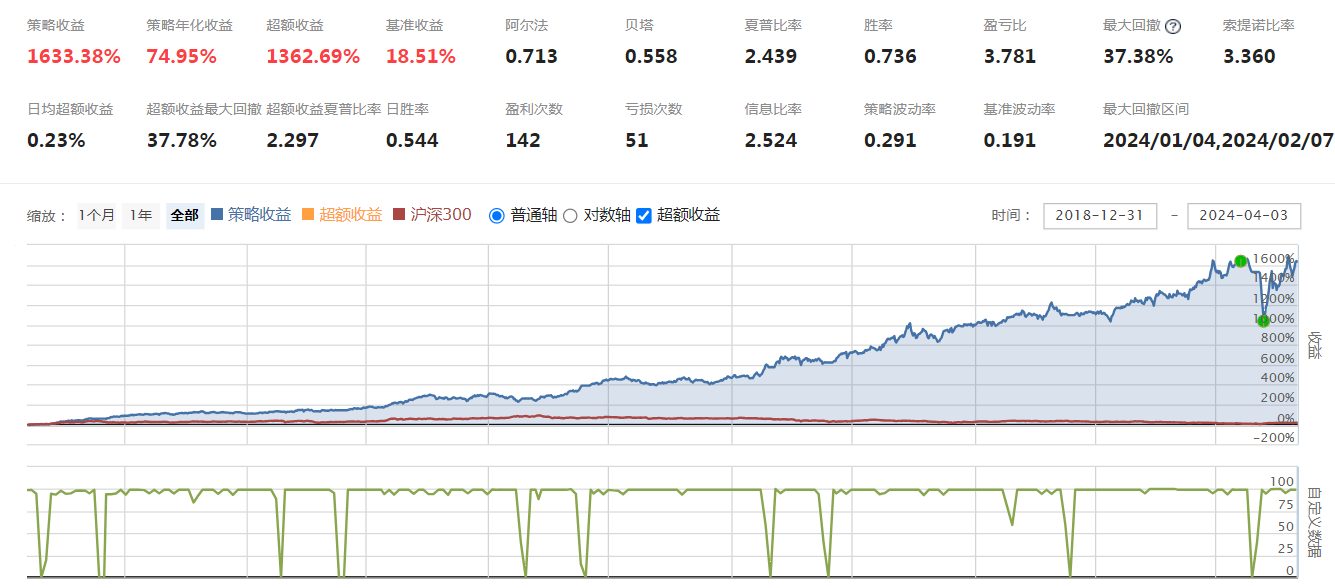 策略收益 策略年化收益 超额收益 基准收益 阿尔法 贝塔 夏普比率 胜率 盈亏比 最大回撤 ? 索提诺比率
1633.38% 74.95% 1362.69% 18.51% 0.713 0.558 2.439 0.736 3.781 37.38% 3.360
日均超额收益 超额收益最大回撤 超额收益夏普比率 日胜率 盈利次数 亏损次数 信息比率 策略波动率 基准波动率 最大回撤区间
0.23% 37.78% 2.297 0.544 142 51 2.524 0.291 0.191 2024/01/04,2024/02/07
缩放： 1个月 1年 全部 策略收益 超额收益 沪深300 普通轴 对数轴 超额收益 时间： 2018-12-31 - 2024-04-03
1600%
1400%
1200%
1000%
800%
600%
400%
200%
0%
-200%
收益
100
75
50
25
0
自定义数据